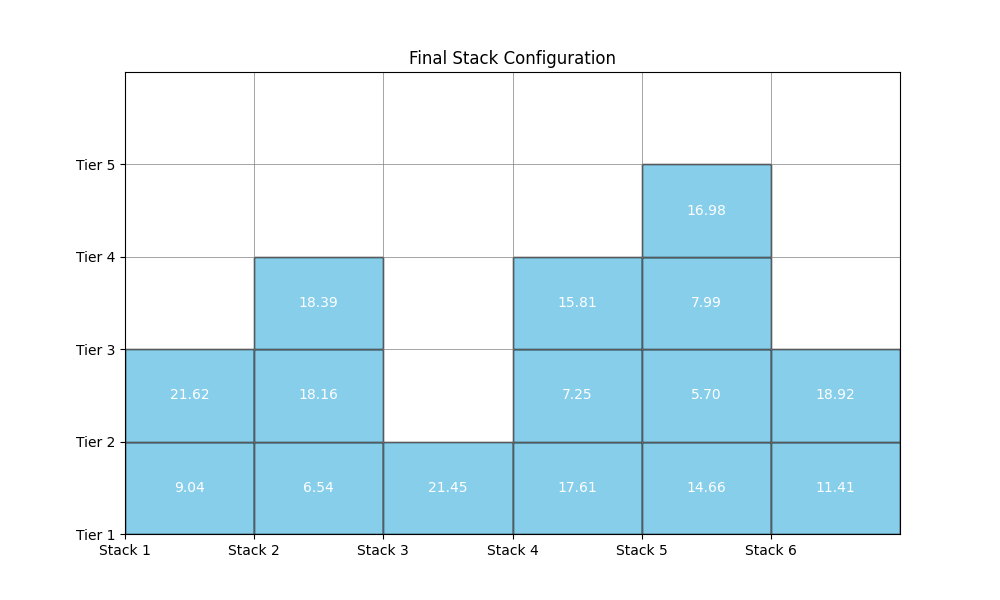 Final Stack Configuration
Tier 5
16.98
Tier 4
18.39 15.81 7.99
Tier 3
21.62 18.16 7.25 5.70 18.92
Tier 2
9.04 6.54 21.45 17.61 14.66 11.41
Tier 1
Stack 1 Stack 2 Stack 3 Stack 4 Stack 5 Stack 6